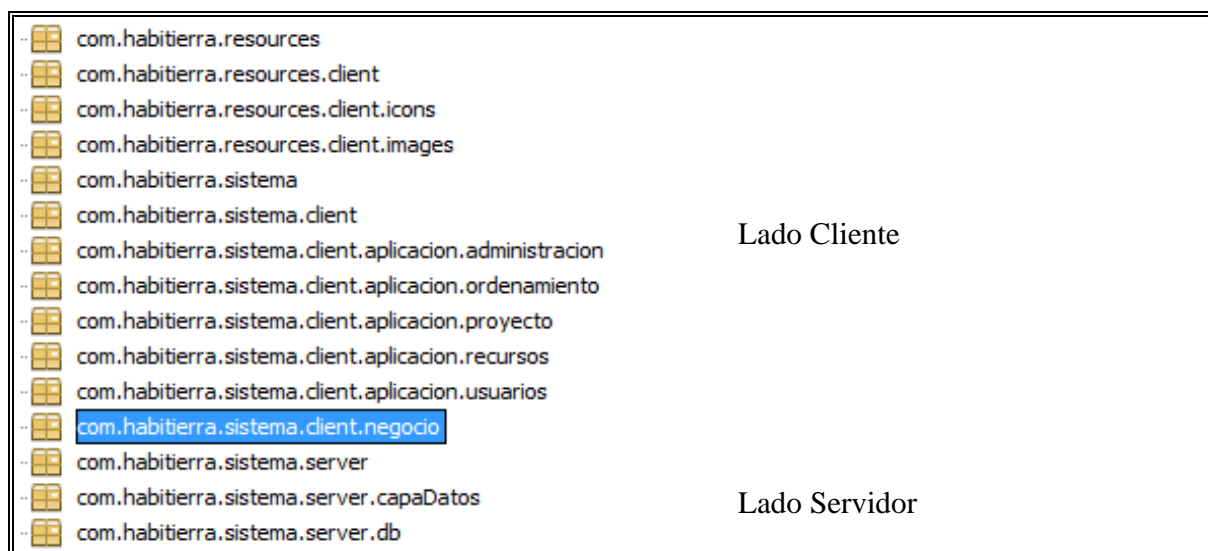 com.habitierra.resources
com.habitierra.resources.client
com.habitierra.resources.client.icons
com.habitierra.resources.client.images
com.habitierra.sistema
com.habitierra.sistema.client
Lado Cliente
com.habitierra.sistema.client.aplicacion.administracion
com.habitierra.sistema.client.aplicacion.ordenamiento
com.habitierra.sistema.client.aplicacion.proyecto
com.habitierra.sistema.client.aplicacion.recursos
com.habitierra.sistema.client.aplicacion.usuarios
com.habitierra.sistema.client.negocio
com.habitierra.sistema.server
com.habitierra.sistema.server.capaDatos
Lado Servidor
com.habitierra.sistema.server.db